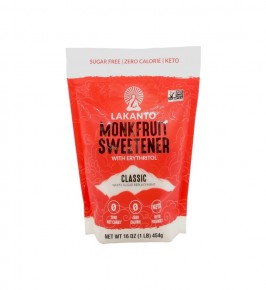 SUGAR FREE | ZERO CALORIE | KETO
LAKANTO
MONKFRUIT
SWEETENER
WITH ERYTHRITOL
CLASSIC
0
0
KETO
NET WT 16 OZ (1 LB) 454g